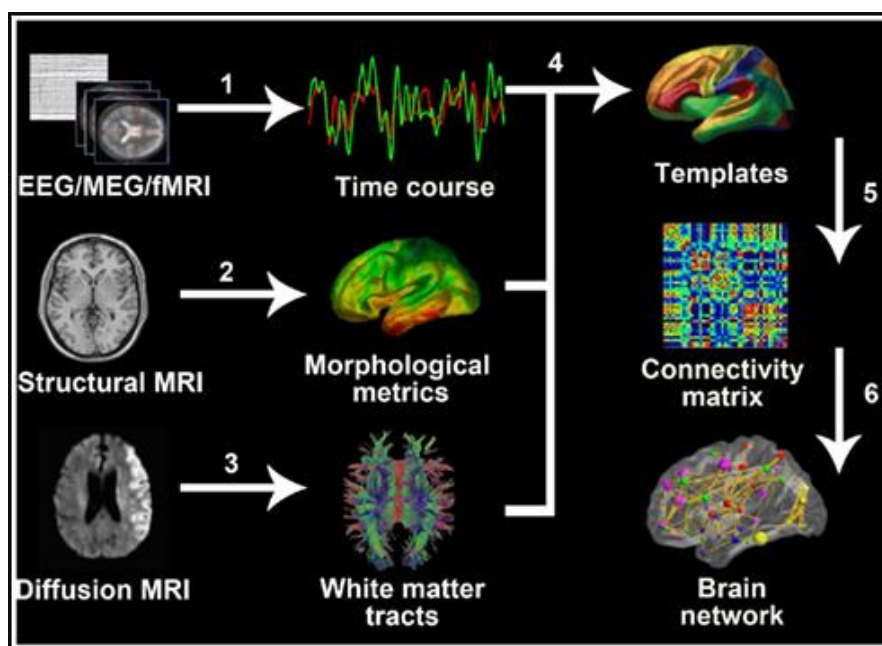 1
4
EEG/MEG/fMRI
Time course
Templates
5
2
Structural MRI
Morphological
metrics
Connectivity
matrix
6
3
Diffusion MRI
White matter
tracts
Brain
network